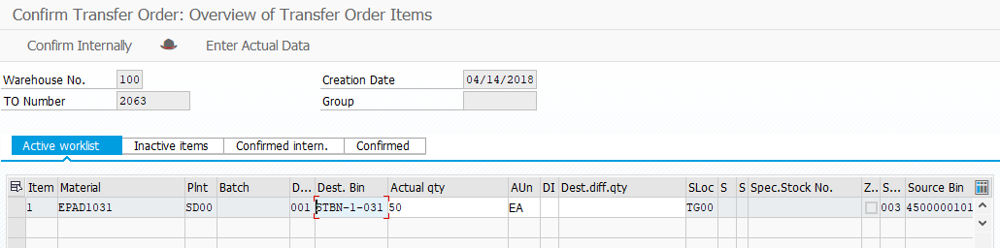 Confirm Transfer Order: Overview of Transfer Order Items
Confirm Internally Enter Actual Data
Warehouse No. 100 Creation Date 04/14/2018
TO Number 2063 Group
Active worklist Inactive items Confirmed intern. Confirmed
Item Material Plnt Batch D... Dest. Bin Actual qty AUn DI Dest.diff.qty SLoc S S Spec.Stock No. Z.. S... Source Bin
1 EPAD1031 SD00 001 STBN-1-031 50 EA TG00 003 4500000101